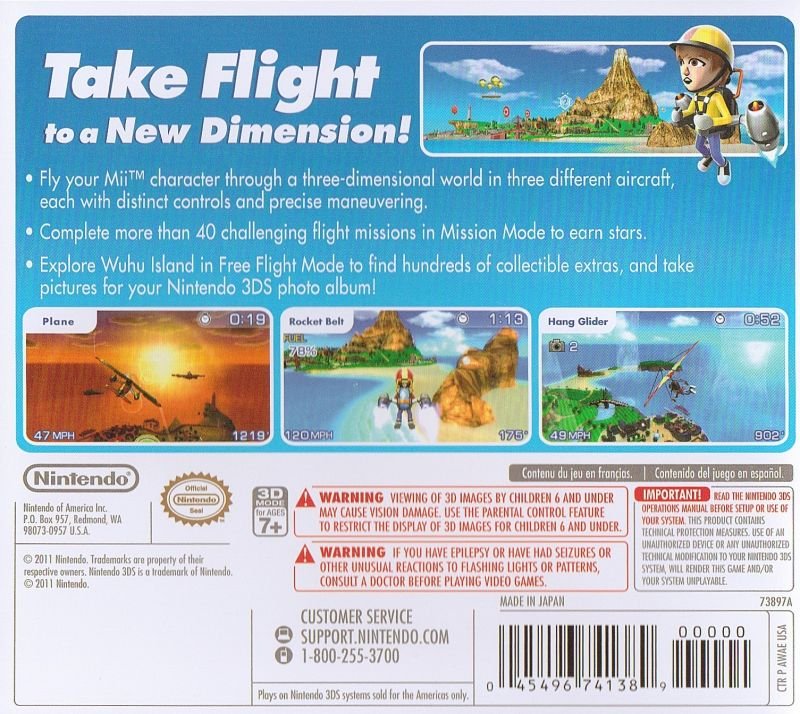 Take Flight
to a New Dimension!
• Fly your Mii™ character through a three-dimensional world in three different aircraft,
each with distinct controls and precise maneuvering.
• Complete more than 40 challenging flight missions in Mission Mode to earn stars.
• Explore Wuhu Island in Free Flight Mode to find hundreds of collectible extras, and take
pictures for your Nintendo 3DS photo album!
Plane
0:19
47 MPH
1219'
Rocket Belt
1:13
FUEL
78%
120 MPH
175'
Hang Glider
0:52
2
49 MPH
902'
Contenu du jeu en français. | Contenido del juego en español.
Nintendo®
Nintendo of America Inc.
P.O. Box 957, Redmond, WA
98073-0957 U.S.A.
Official
Nintendo
Seal
3D
MODE
for AGES
7+
WARNING VIEWING OF 3D IMAGES BY CHILDREN 6 AND UNDER
MAY CAUSE VISION DAMAGE. USE THE PARENTAL CONTROL FEATURE
TO RESTRICT THE DISPLAY OF 3D IMAGES FOR CHILDREN 6 AND UNDER.
WARNING IF YOU HAVE EPILEPSY OR HAVE HAD SEIZURES OR
OTHER UNUSUAL REACTIONS TO FLASHING LIGHTS OR PATTERNS,
CONSULT A DOCTOR BEFORE PLAYING VIDEO GAMES.
IMPORTANT! READ THE NINTENDO 3DS
OPERATIONS MANUAL BEFORE SETUP OR USE OF
YOUR SYSTEM. THIS PRODUCT CONTAINS
TECHNICAL PROTECTION MEASURES. USE OF AN
UNAUTHORIZED DEVICE OR ANY UNAUTHORIZED
TECHNICAL MODIFICATION TO YOUR NINTENDO 3DS
SYSTEM, WILL RENDER THIS GAME AND/OR
YOUR SYSTEM UNPLAYABLE.
© 2011 Nintendo. Trademarks are property of their
respective owners. Nintendo 3DS is a trademark of Nintendo.
© 2011 Nintendo.
MADE IN JAPAN
73897A
CUSTOMER SERVICE
SUPPORT.NINTENDO.COM
1-800-255-3700
Plays on Nintendo 3DS systems sold for the Americas only.
0 45496 74138 9
00000
CTR P AWAE USA